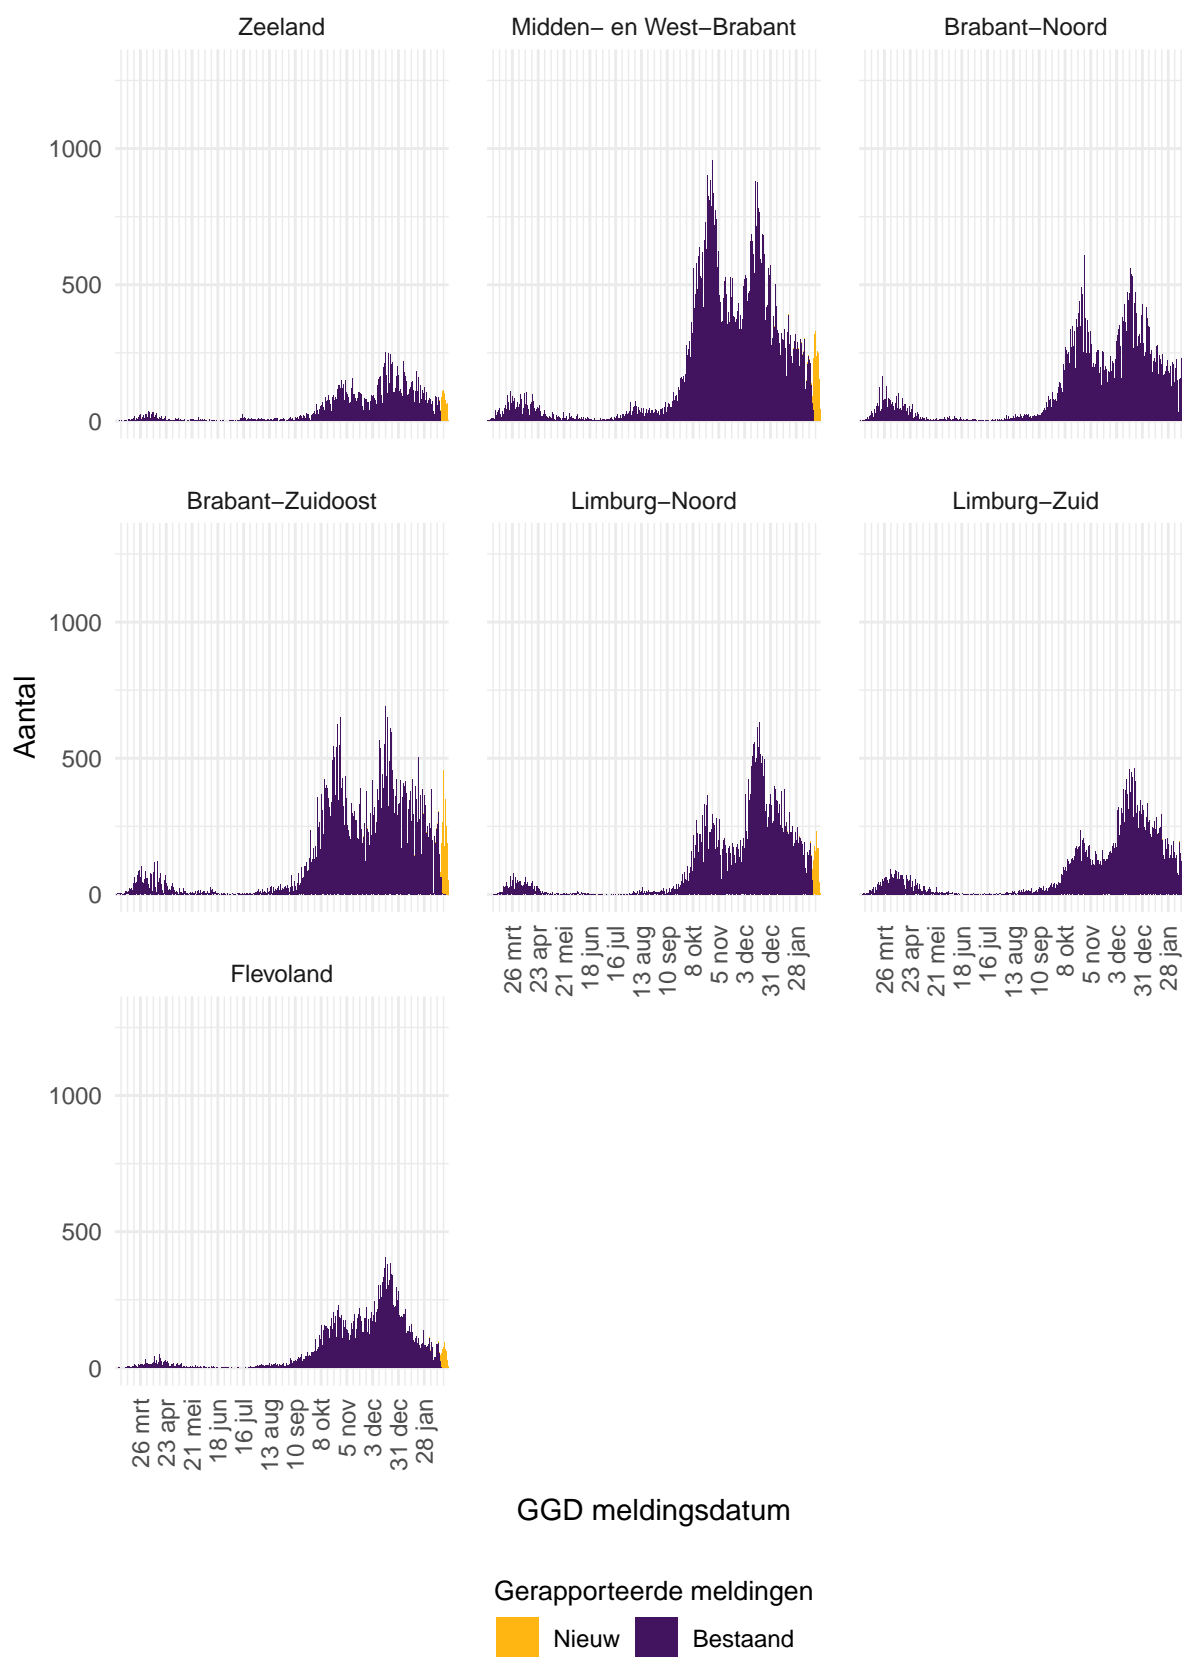 Zeeland
Midden− en West−Brabant
Brabant−Noord
1000
500
0
Brabant−Zuidoost
Limburg−Noord
Limburg−Zuid
1000
500
0
Aantal
26 mrt
23 apr
21 mei
18 jun
16 jul
13 aug
10 sep
8 okt
5 nov
3 dec
31 dec
28 jan
26 mrt
23 apr
21 mei
18 jun
16 jul
13 aug
10 sep
8 okt
5 nov
3 dec
31 dec
28 jan
Flevoland
1000
500
0
26 mrt
23 apr
21 mei
18 jun
16 jul
13 aug
10 sep
8 okt
5 nov
3 dec
31 dec
28 jan
GGD meldingsdatum
Gerapporteerde meldingen
Nieuw
Bestaand